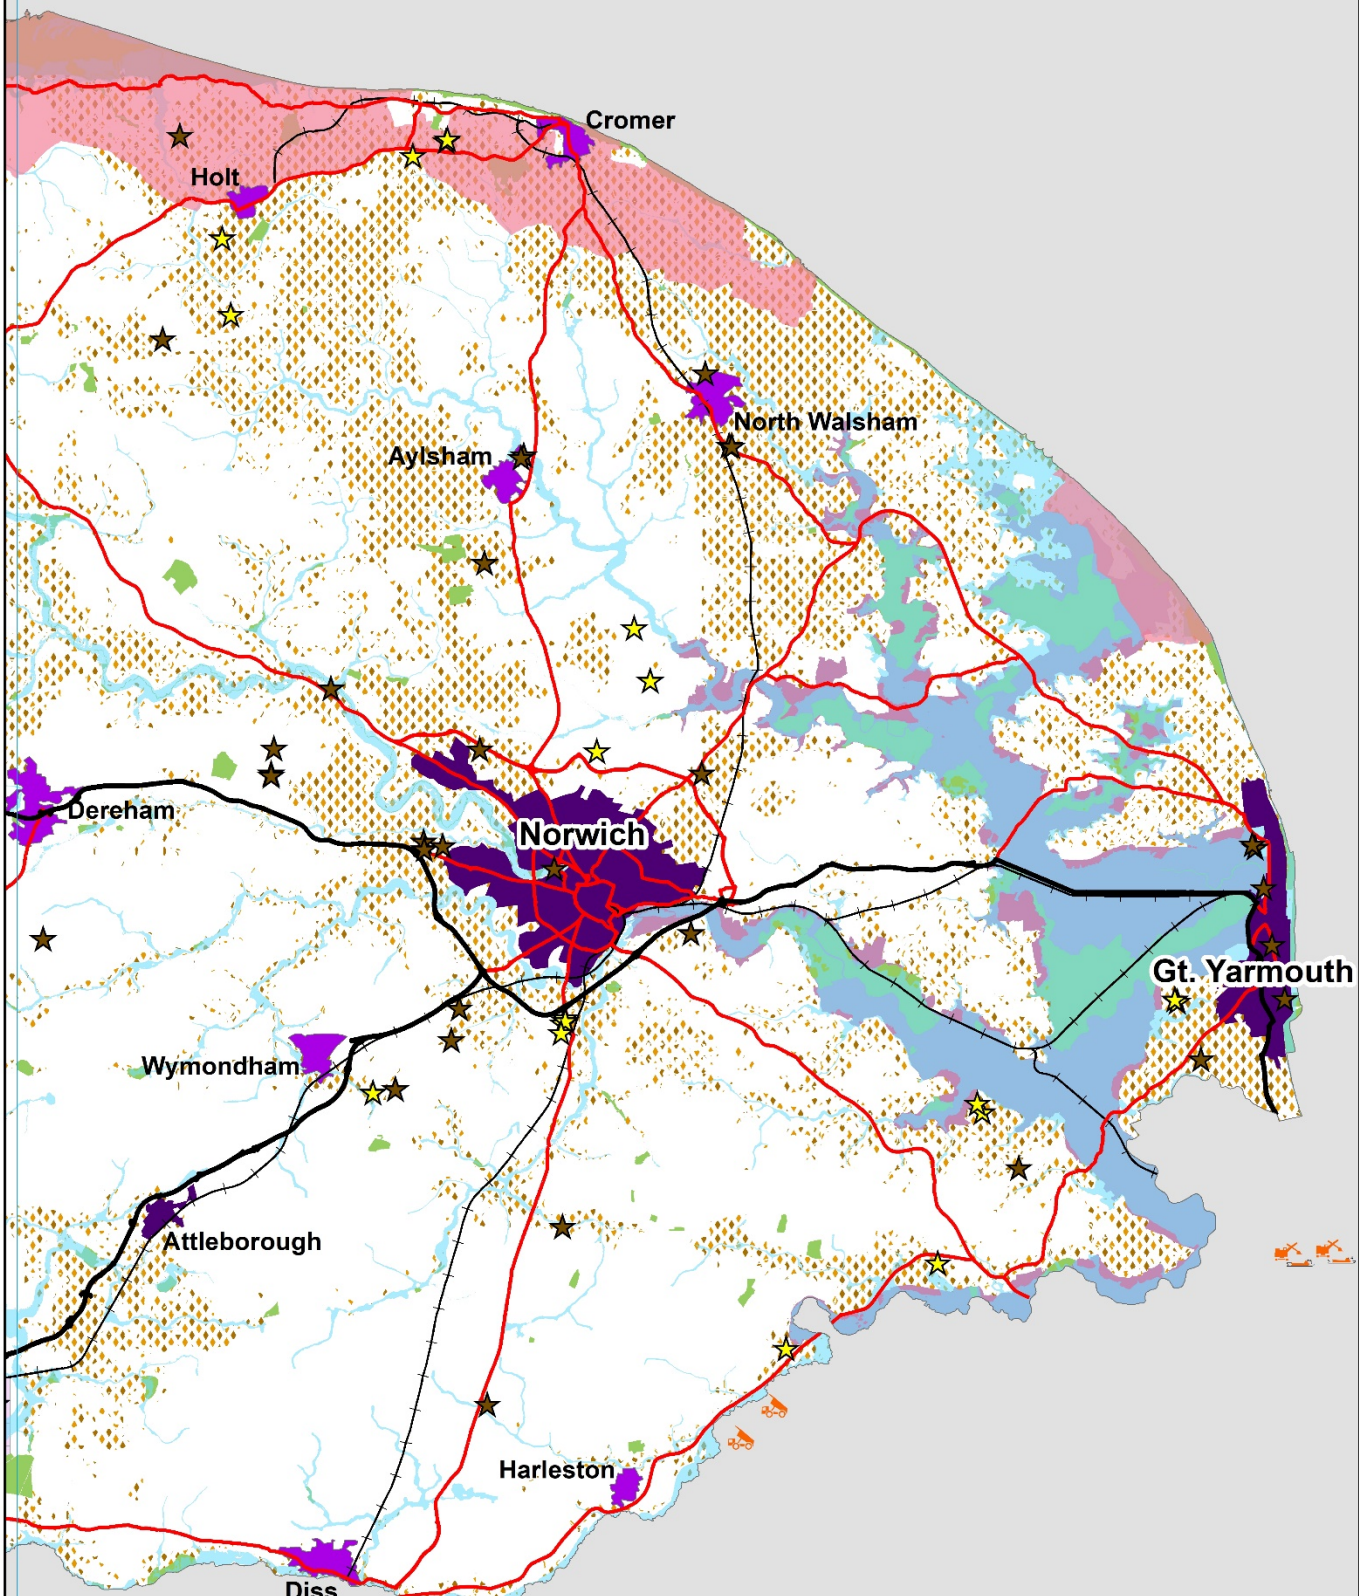 Cromer
Holt
North Walsham
Aylsham
Dereham
Norwich
Gt. Yarmouth
Wymondham
Attleborough
Harleston
Diss